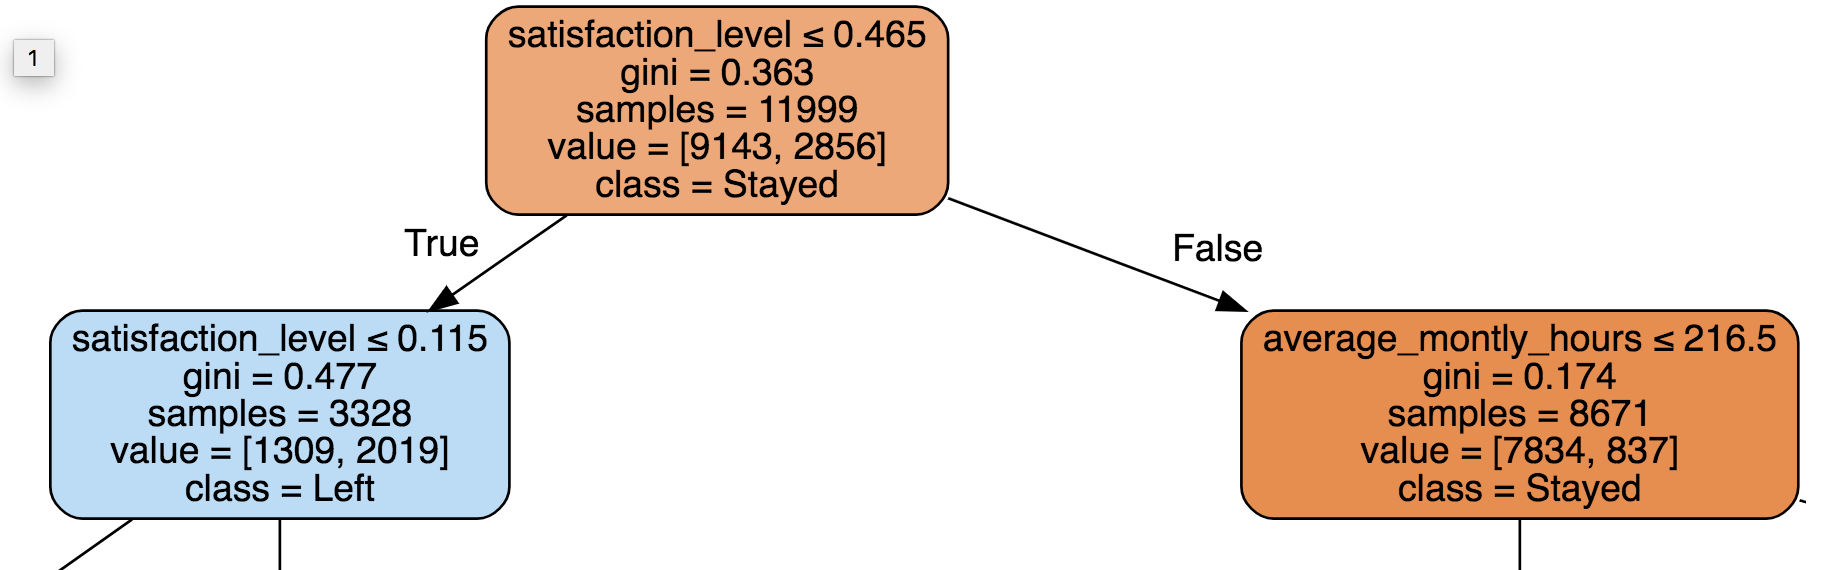 1
satisfaction_level ≤ 0.465
gini = 0.363
samples = 11999
value = [9143, 2856]
class = Stayed
True
False
satisfaction_level ≤ 0.115
gini = 0.477
samples = 3328
value = [1309, 2019]
class = Left
average_montly_hours ≤ 216.5
gini = 0.174
samples = 8671
value = [7834, 837]
class = Stayed